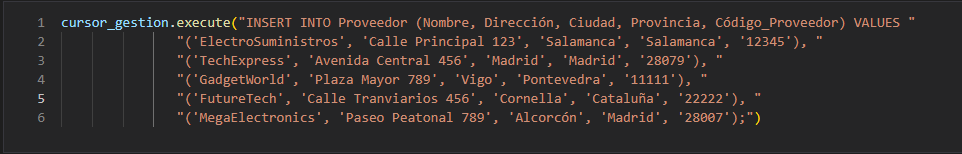 1 cursor_gestion.execute("INSERT INTO Proveedor (Nombre, Dirección, Ciudad, Provincia, Código_Proveedor) VALUES "
2 "('ElectroSuministros', 'Calle Principal 123', 'Salamanca', 'Salamanca', '12345'), "
3 "('TechExpress', 'Avenida Central 456', 'Madrid', 'Madrid', '28079'), "
4 "('GadgetWorld', 'Plaza Mayor 789', 'Vigo', 'Pontevedra', '11111'), "
5 "('FutureTech', 'Calle Tranviarios 456', 'Cornella', 'Cataluña', '22222'), "
6 "('MegaElectronics', 'Paseo Peatonal 789', 'Alcorcón', 'Madrid', '28007');")